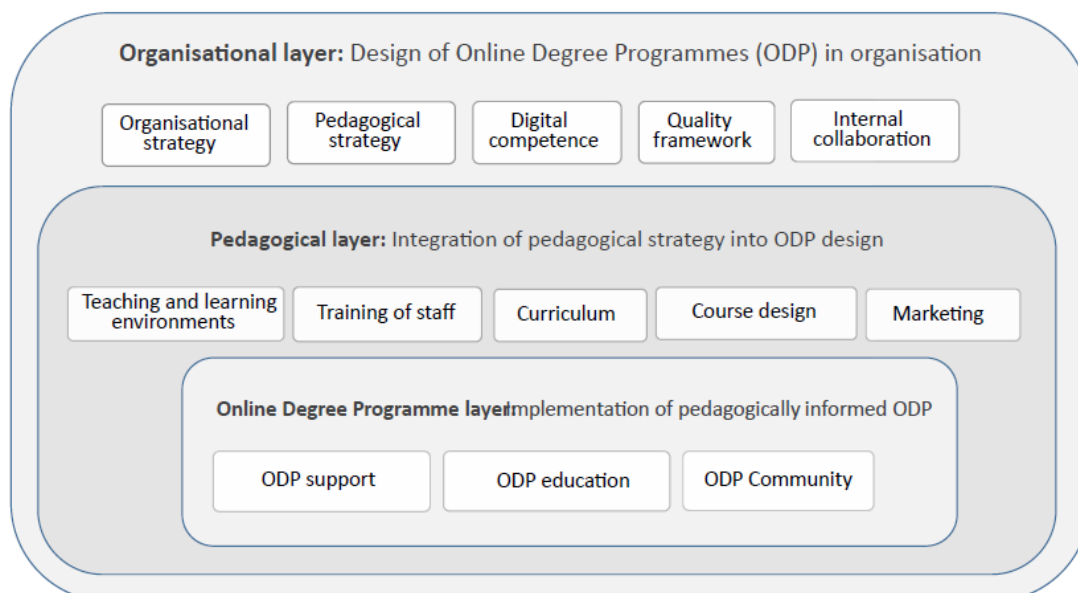 Organisational layer: Design of Online Degree Programmes (ODP) in organisation
Organisational
strategy
Pedagogical
strategy
Digital
competence
Quality
framework
Internal
collaboration
Pedagogical layer: Integration of pedagogical strategy into ODP design
Teaching and learning
environments
Training of staff
Curriculum
Course design
Marketing
Online Degree Programme layer: Implementation of pedagogically informed ODP
ODP support
ODP education
ODP Community